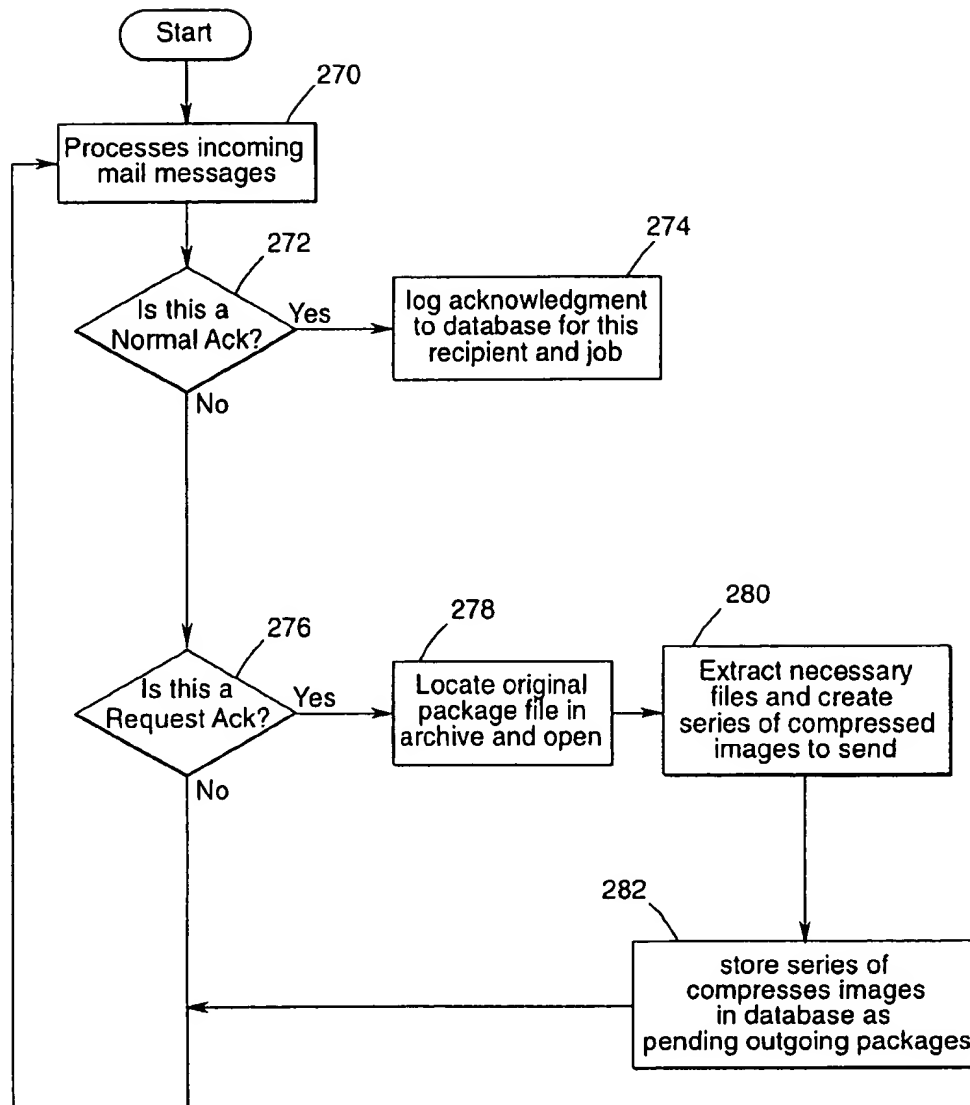 Start
270
Processes incoming
mail messages
272
Is this a
Normal Ack?
Yes
No
274
log acknowledgment
to database for this
recipient and job
276
Is this a
Request Ack?
Yes
No
278
Locate original
package file in
archive and open
280
Extract necessary
files and create
series of compressed
images to send
282
store series of
compresses images
in database as
pending outgoing packages